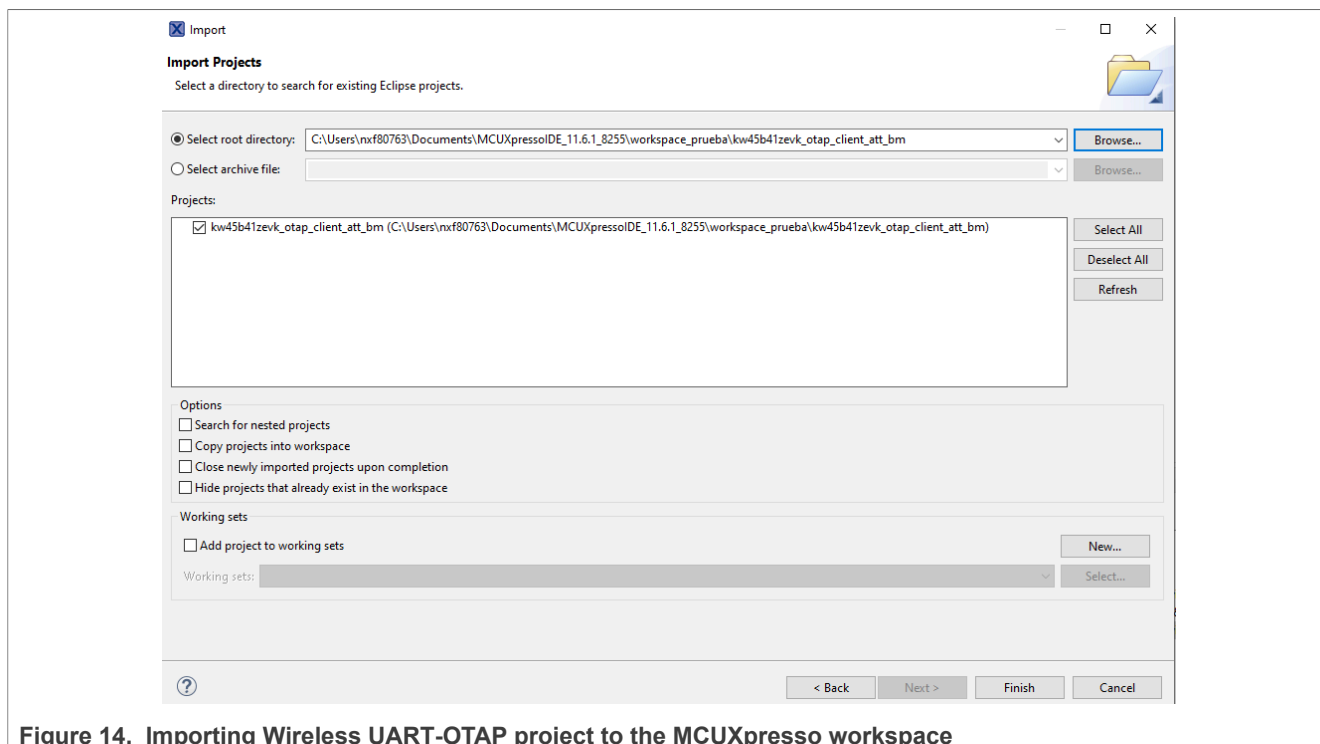 Import
Import Projects
Select a directory to search for existing Eclipse projects.
Select root directory: C:\Users\nxf80763\Documents\MCUXpressoIDE_11.6.1_8255\workspace_prueba\kw45b41zevk_otap_client_att_bm Browse...
Select archive file: Browse...
Projects:
kw45b41zevk_otap_client_att_bm (C:\Users\nxf80763\Documents\MCUXpressoIDE_11.6.1_8255\workspace_prueba\kw45b41zevk_otap_client_att_bm) Select All
Deselect All
Refresh
Options
Search for nested projects
Copy projects into workspace
Close newly imported projects upon completion
Hide projects that already exist in the workspace
Working sets
Add project to working sets New...
Working sets: Select...
? < Back Next > Finish Cancel
Figure 14. Importing Wireless UART-OTAP project to the MCUXpresso workspace